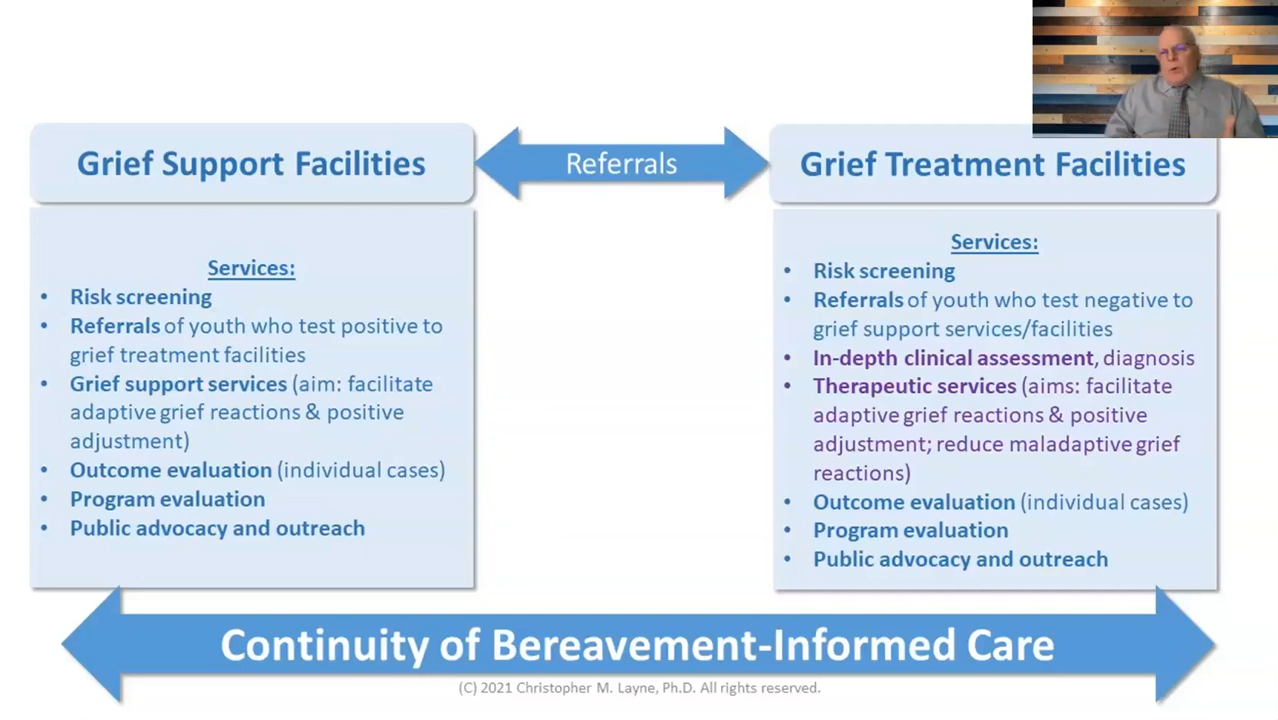 Grief Support Facilities
Referrals
Grief Treatment Facilities
Services:
• Risk screening
• Referrals of youth who test positive to
grief treatment facilities
• Grief support services (aim: facilitate
adaptive grief reactions & positive
adjustment)
• Outcome evaluation (individual cases)
• Program evaluation
• Public advocacy and outreach
Services:
• Risk screening
• Referrals of youth who test negative to
grief support services/facilities
• In-depth clinical assessment, diagnosis
• Therapeutic services (aims: facilitate
adaptive grief reactions & positive
adjustment; reduce maladaptive grief
reactions)
• Outcome evaluation (individual cases)
• Program evaluation
• Public advocacy and outreach
Continuity of Bereavement-Informed Care
(C) 2021 Christopher M. Layne, Ph.D. All rights reserved.